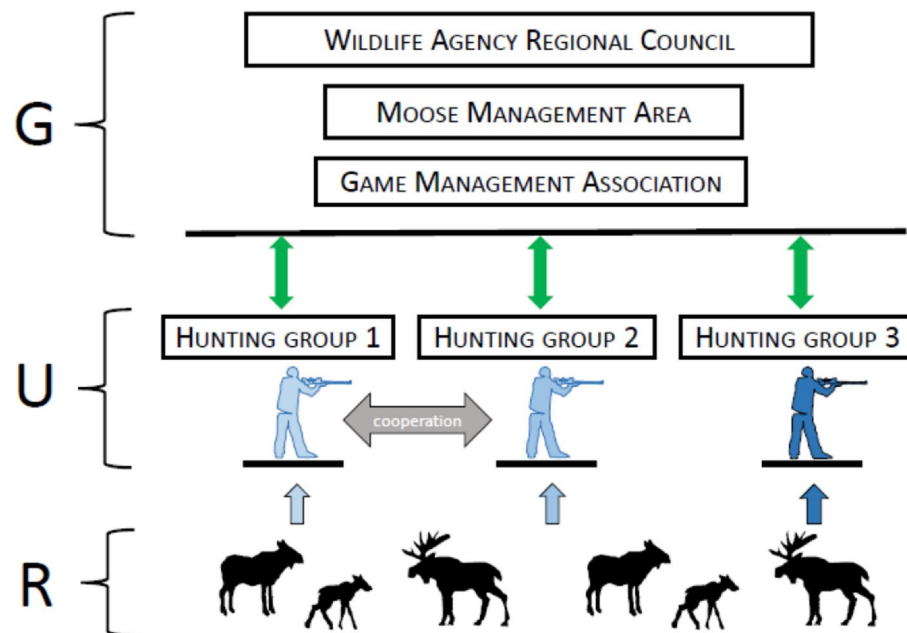 WILDLIFE AGENCY REGIONAL COUNCIL
G
MOOSE MANAGEMENT AREA
GAME MANAGEMENT ASSOCIATION
U
HUNTING GROUP 1
HUNTING GROUP 2
HUNTING GROUP 3
cooperation
R